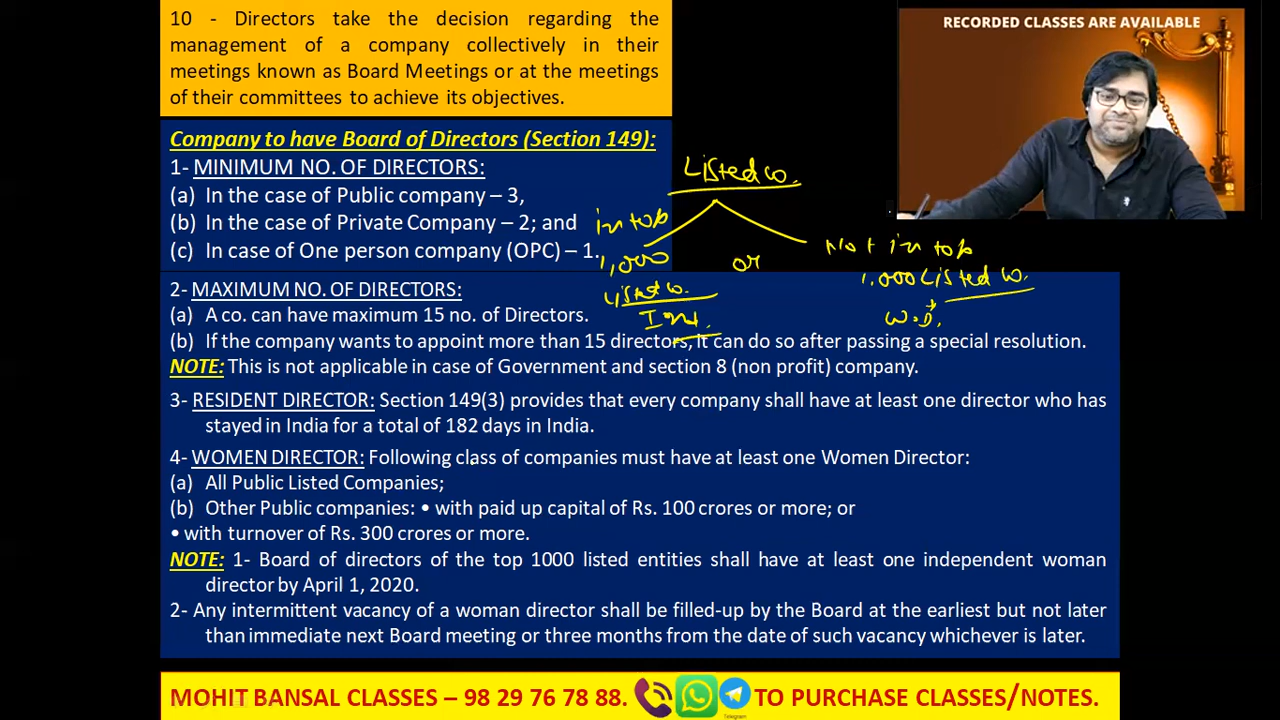 RECORDED CLASSES ARE AVAILABLE
10 - Directors take the decision regarding the
management of a company collectively in their
meetings known as Board Meetings or at the meetings
of their committees to achieve its objectives.
Company to have Board of Directors (Section 149):
1- MINIMUM NO. OF DIRECTORS:
(a) In the case of Public company – 3,
(b) In the case of Private Company – 2; and
(c) In case of One person company (OPC) – 1.
Listed co.
in top
1,000
Listed co.
Ind.
or
Not in top
1,000 Listed co.
W.D.
2- MAXIMUM NO. OF DIRECTORS:
(a) A co. can have maximum 15 no. of Directors.
(b) If the company wants to appoint more than 15 directors, it can do so after passing a special resolution.
NOTE: This is not applicable in case of Government and section 8 (non profit) company.
3- RESIDENT DIRECTOR: Section 149(3) provides that every company shall have at least one director who has
stayed in India for a total of 182 days in India.
4- WOMEN DIRECTOR: Following class of companies must have at least one Women Director:
(a) All Public Listed Companies;
(b) Other Public companies: • with paid up capital of Rs. 100 crores or more; or
• with turnover of Rs. 300 crores or more.
NOTE: 1- Board of directors of the top 1000 listed entities shall have at least one independent woman
director by April 1, 2020.
2- Any intermittent vacancy of a woman director shall be filled-up by the Board at the earliest but not later
than immediate next Board meeting or three months from the date of such vacancy whichever is later.
MOHIT BANSAL CLASSES – 98 29 76 78 88. TO PURCHASE CLASSES/NOTES.
Telegram